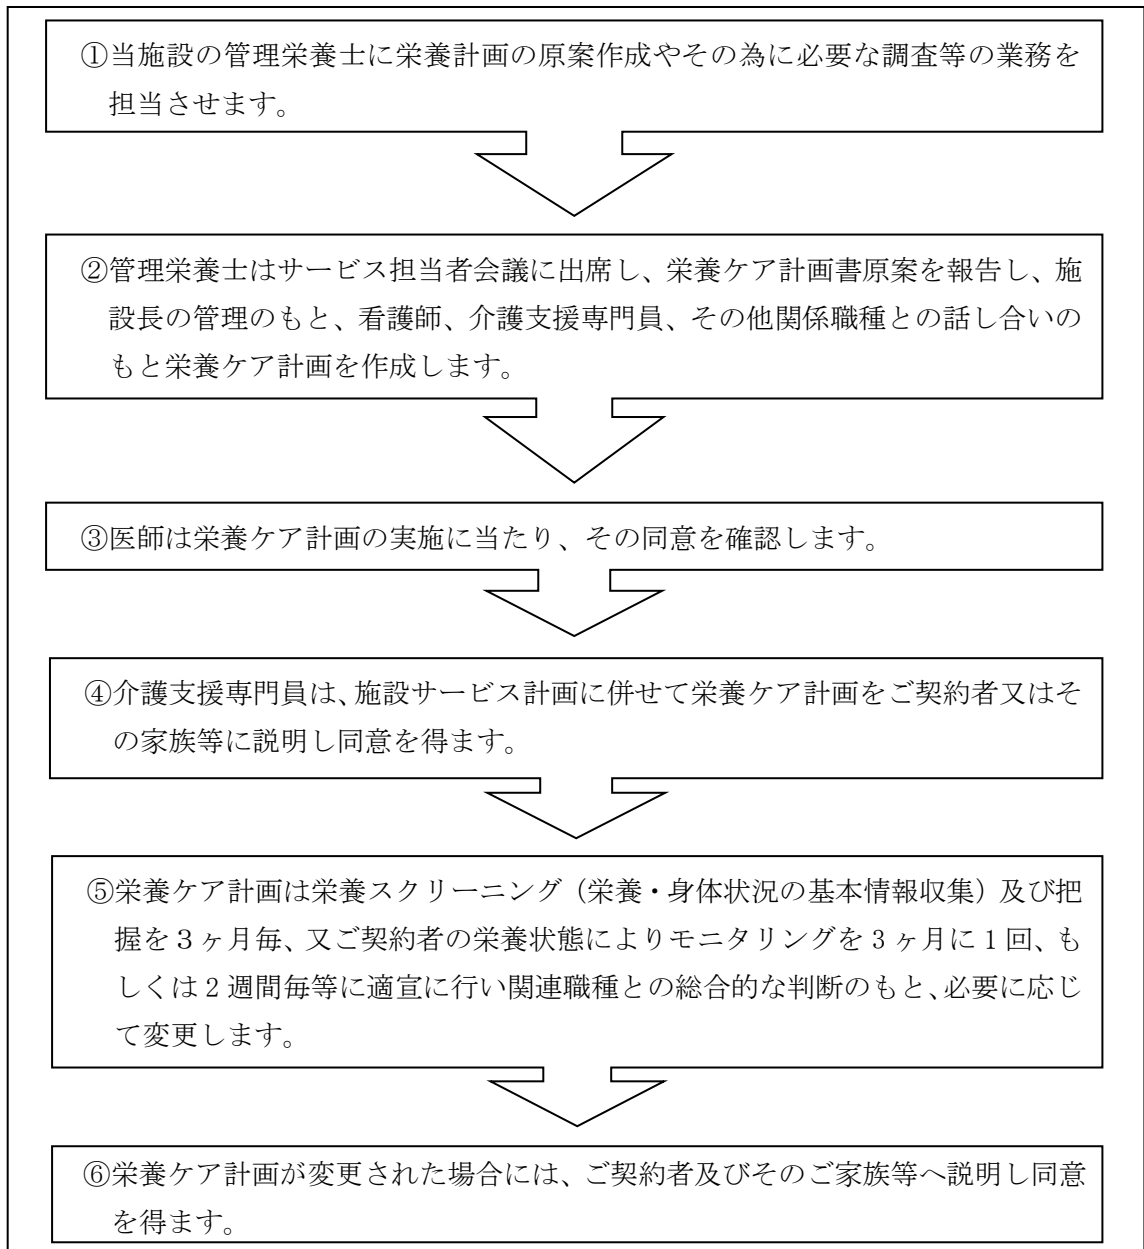 ①当施設の管理栄養士に栄養計画の原案作成やその為に必要な調査等の業務を
担当させます。
②管理栄養士はサービス担当者会議に出席し、栄養ケア計画書原案を報告し、施
設長の管理のもと、看護師、介護支援専門員、その他関係職種との話し合いの
もと栄養ケア計画を作成します。
③医師は栄養ケア計画の実施に当たり、その同意を確認します。
④介護支援専門員は、施設サービス計画に併せて栄養ケア計画をご契約者又はそ
の家族等に説明し同意を得ます。
⑤栄養ケア計画は栄養スクリーニング（栄養・身体状況の基本情報収集）及び把
握を３ヶ月毎、又ご契約者の栄養状態によりモニタリングを 3 ヶ月に 1 回、も
しくは 2 週間毎等に適宣に行い関連職種との総合的な判断のもと、必要に応じ
て変更します。
⑥栄養ケア計画が変更された場合には、ご契約者及びそのご家族等へ説明し同意
を得ます。